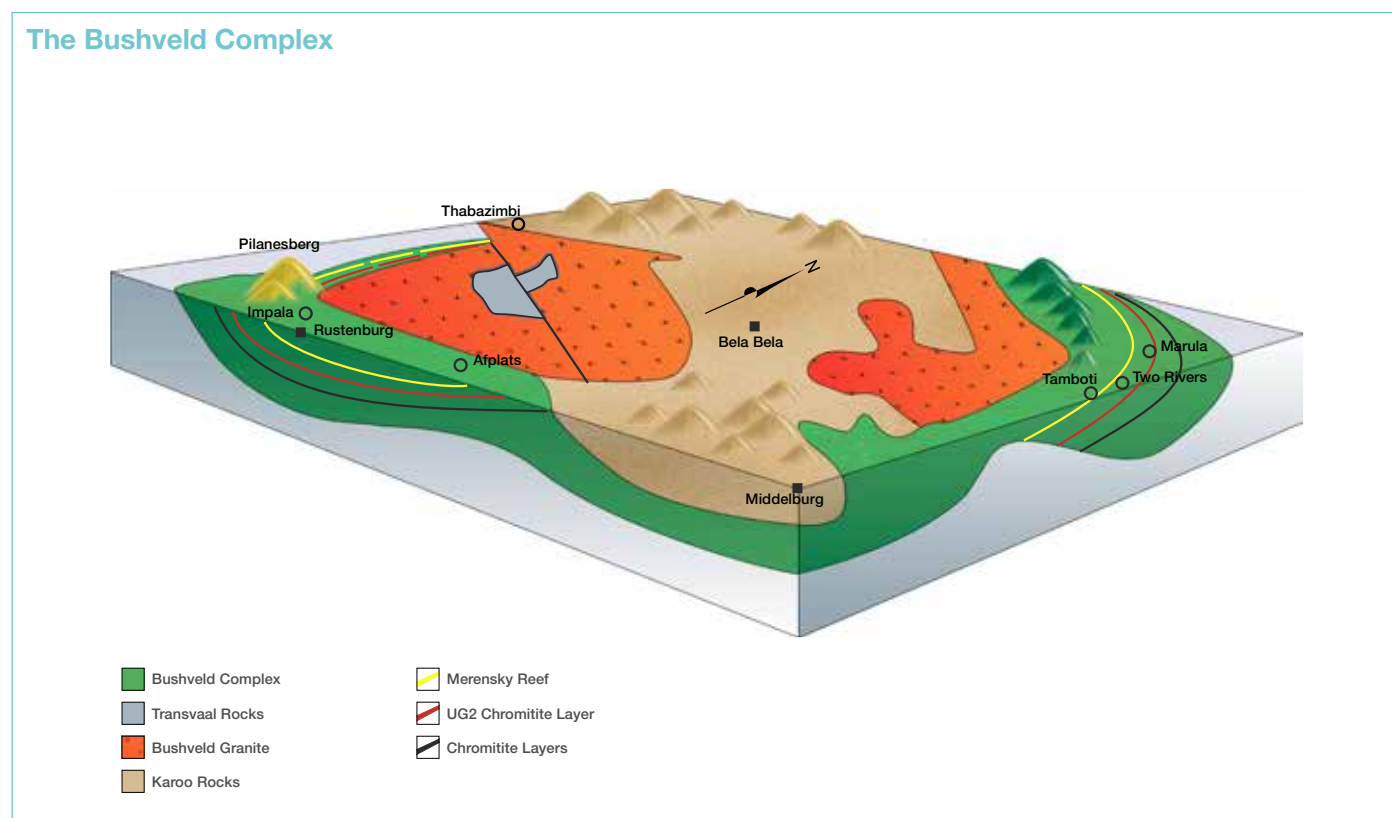 The Bushveld Complex
Thabazimbi
Pilanesberg
N
Impala
Rustenburg
Bela Bela
Afplats
Marula
Tamboti
Two Rivers
Middelburg
Bushveld Complex
Transvaal Rocks
Bushveld Granite
Karoo Rocks
Merensky Reef
UG2 Chromitite Layer
Chromitite Layers